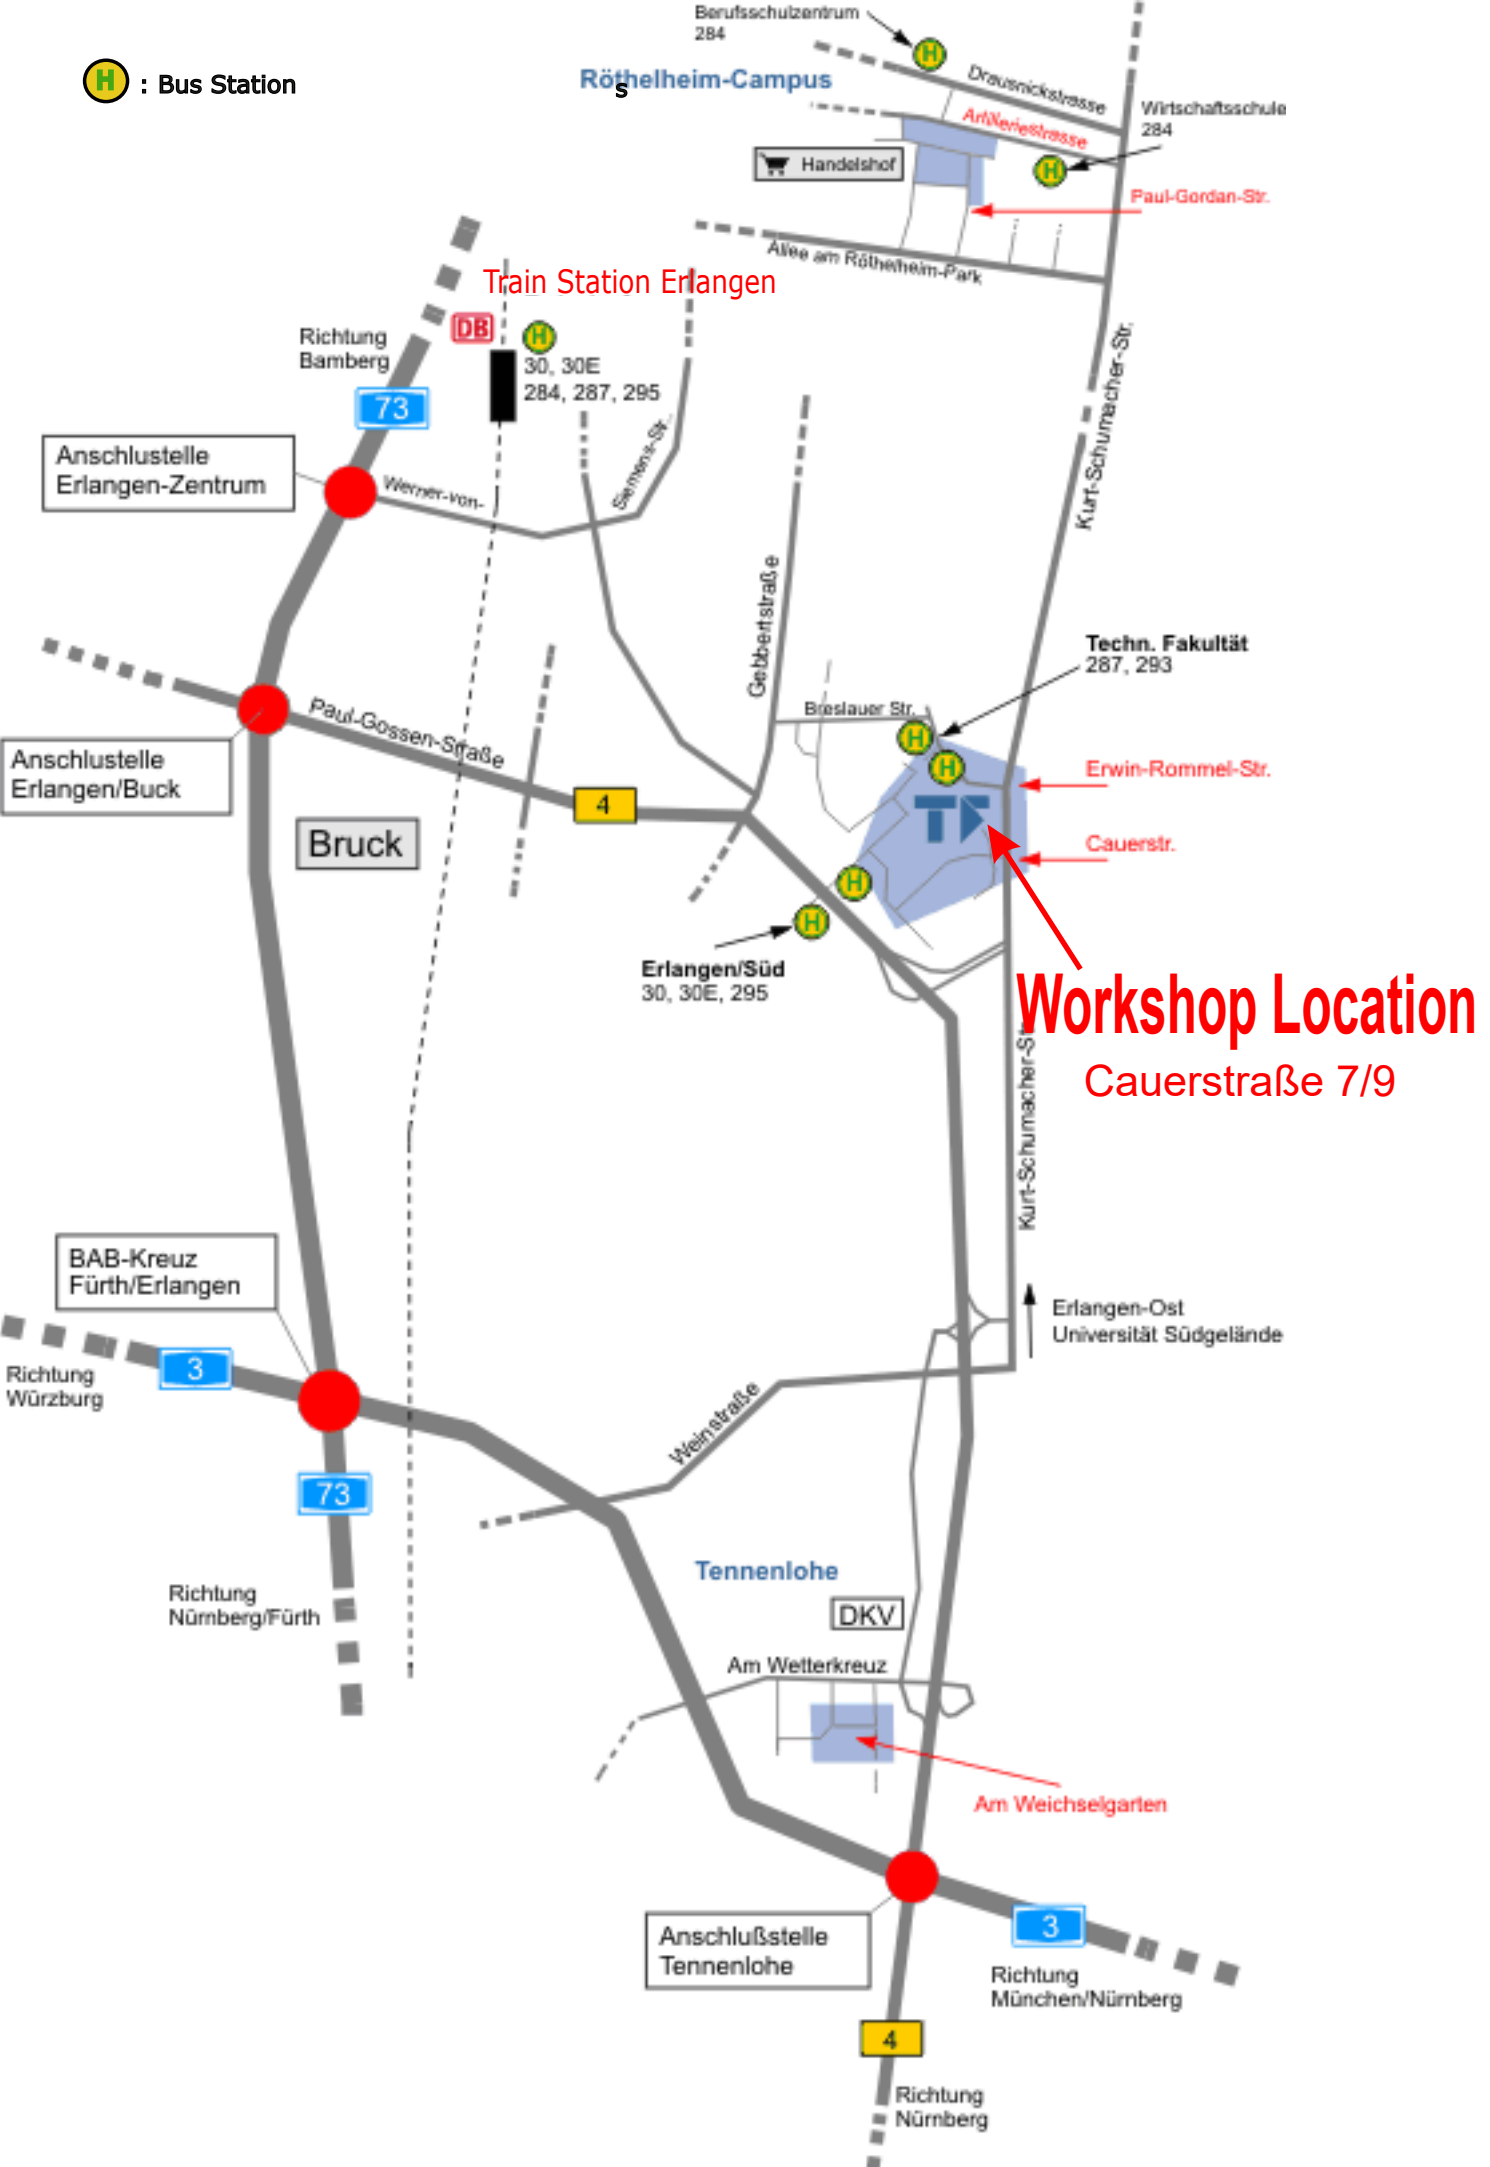 Berufsschulzentrum
284
H
H : Bus Station
Röthelheim-Campus
s
Drausnickstrasse
Artilleriestrasse
Wirtschaftsschule
284
H
Handelshof
Paul-Gordan-Str.
Allee am Röthelheim-Park
Train Station Erlangen
DB
H
30, 30E
284, 287, 295
Richtung
Bamberg
73
Kurt-Schumacher-Str.
Anschlustelle
Erlangen-Zentrum
Werner-von-
Siemens-Str.
Gebbertstraße
Techn. Fakultät
287, 293
Breslauer Str.
H
H
Paul-Gossen-Straße
Anschlustelle
Erlangen/Buck
Erwin-Rommel-Str.
4
Bruck
Cauerstr.
H
H
Erlangen/Süd
30, 30E, 295
Workshop Location
Cauerstraße 7/9
Kurt-Schumacher-St
BAB-Kreuz
Fürth/Erlangen
Erlangen-Ost
Universität Südgelände
3
Richtung
Würzburg
Weinstraße
73
Tennenlohe
Richtung
Nürnberg/Fürth
DKV
Am Wetterkreuz
Am Weichselgarten
Anschlußstelle
Tennenlohe
3
Richtung
München/Nürnberg
4
Richtung
Nürnberg